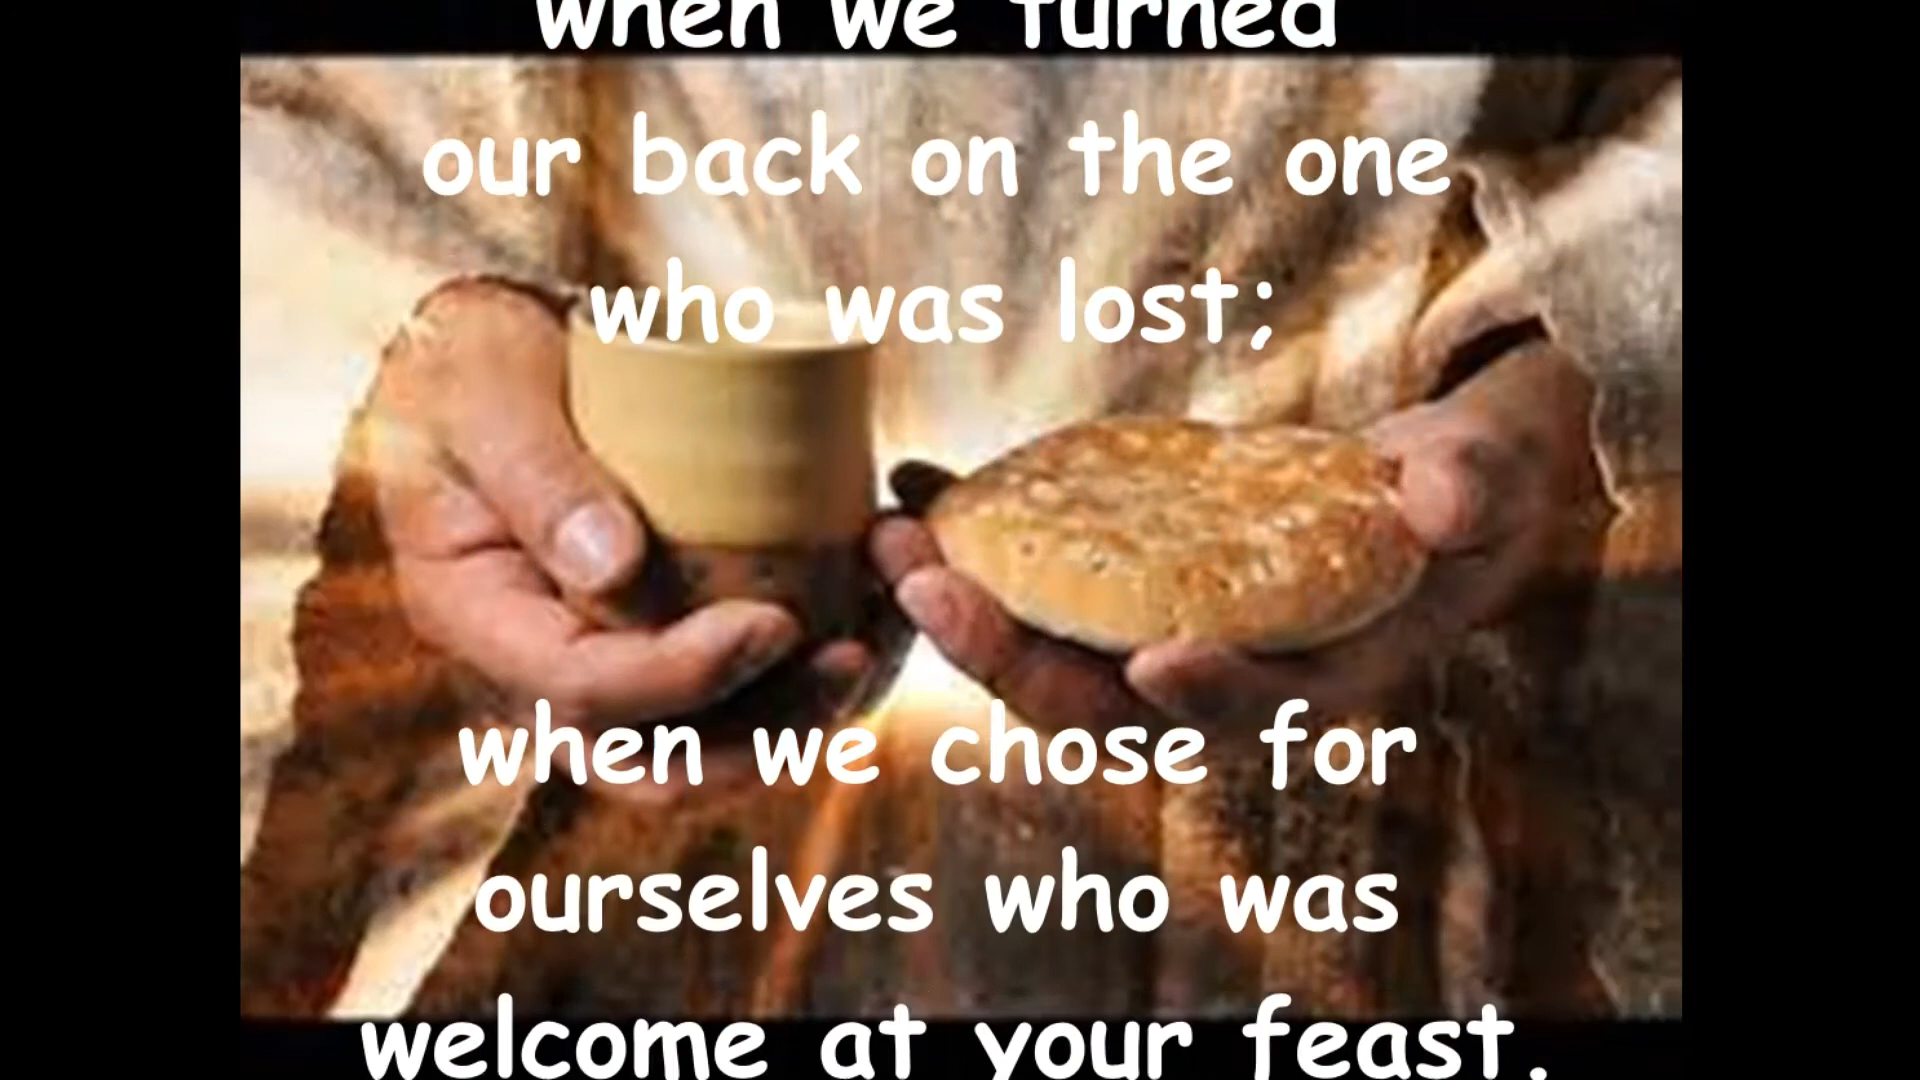 when we turned
our back on the one
who was lost;
when we chose for
ourselves who was
welcome at your feast.